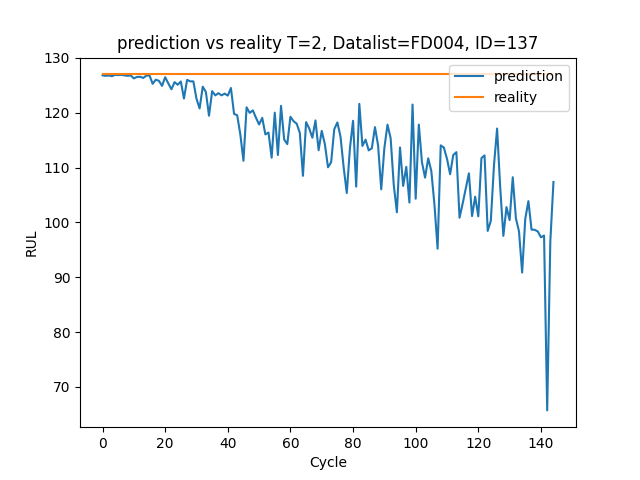 prediction vs reality T=2, Datalist=FD004, ID=137
130
120
110
100
90
80
70
RUL
prediction
reality
0 20 40 60 80 100 120 140
Cycle